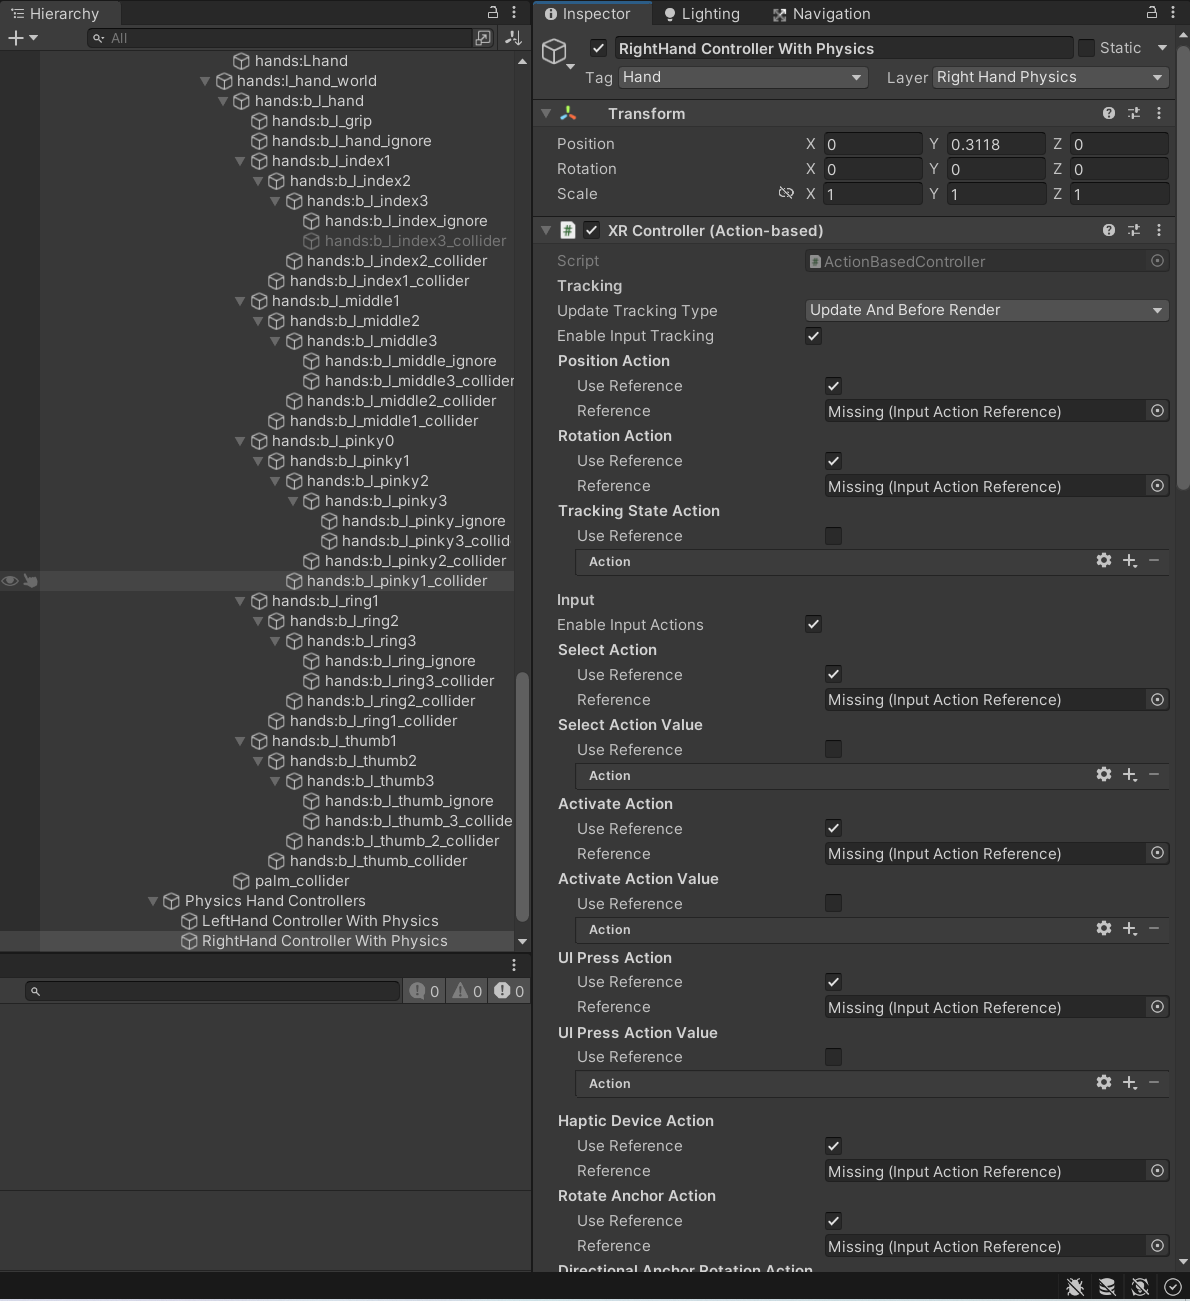 Hierarchy
All
hands:Lhand
hands:l_hand_world
hands:b_l_hand
hands:b_l_grip
hands:b_l_hand_ignore
hands:b_l_index1
hands:b_l_index2
hands:b_l_index3
hands:b_l_index_ignore
hands:b_l_index3_collider
hands:b_l_index2_collider
hands:b_l_index1_collider
hands:b_l_middle1
hands:b_l_middle2
hands:b_l_middle3
hands:b_l_middle_ignore
hands:b_l_middle3_collider
hands:b_l_middle2_collider
hands:b_l_middle1_collider
hands:b_l_pinky0
hands:b_l_pinky1
hands:b_l_pinky2
hands:b_l_pinky3
hands:b_l_pinky_ignore
hands:b_l_pinky3_collid
hands:b_l_pinky2_collider
hands:b_l_pinky1_collider
hands:b_l_ring1
hands:b_l_ring2
hands:b_l_ring3
hands:b_l_ring_ignore
hands:b_l_ring3_collider
hands:b_l_ring2_collider
hands:b_l_ring1_collider
hands:b_l_thumb1
hands:b_l_thumb2
hands:b_l_thumb3
hands:b_l_thumb_ignore
hands:b_l_thumb_3_collide
hands:b_l_thumb_2_collider
hands:b_l_thumb_collider
palm_collider
Physics Hand Controllers
LeftHand Controller With Physics
RightHand Controller With Physics
0 0 0
Inspector Lighting Navigation
RightHand Controller With Physics Static
Tag Hand Layer Right Hand Physics
Transform
Position X 0 Y 0.3118 Z 0
Rotation X 0 Y 0 Z 0
Scale X 1 Y 1 Z 1
# XR Controller (Action-based)
Script # ActionBasedController
Tracking
Update Tracking Type Update And Before Render
Enable Input Tracking
Position Action
Use Reference
Reference Missing (Input Action Reference)
Rotation Action
Use Reference
Reference Missing (Input Action Reference)
Tracking State Action
Use Reference
Action
Input
Enable Input Actions
Select Action
Use Reference
Reference Missing (Input Action Reference)
Select Action Value
Use Reference
Action
Activate Action
Use Reference
Reference Missing (Input Action Reference)
Activate Action Value
Use Reference
Action
UI Press Action
Use Reference
Reference Missing (Input Action Reference)
UI Press Action Value
Use Reference
Action
Haptic Device Action
Use Reference
Reference Missing (Input Action Reference)
Rotate Anchor Action
Use Reference
Reference Missing (Input Action Reference)
Directional Anchor Rotation Action